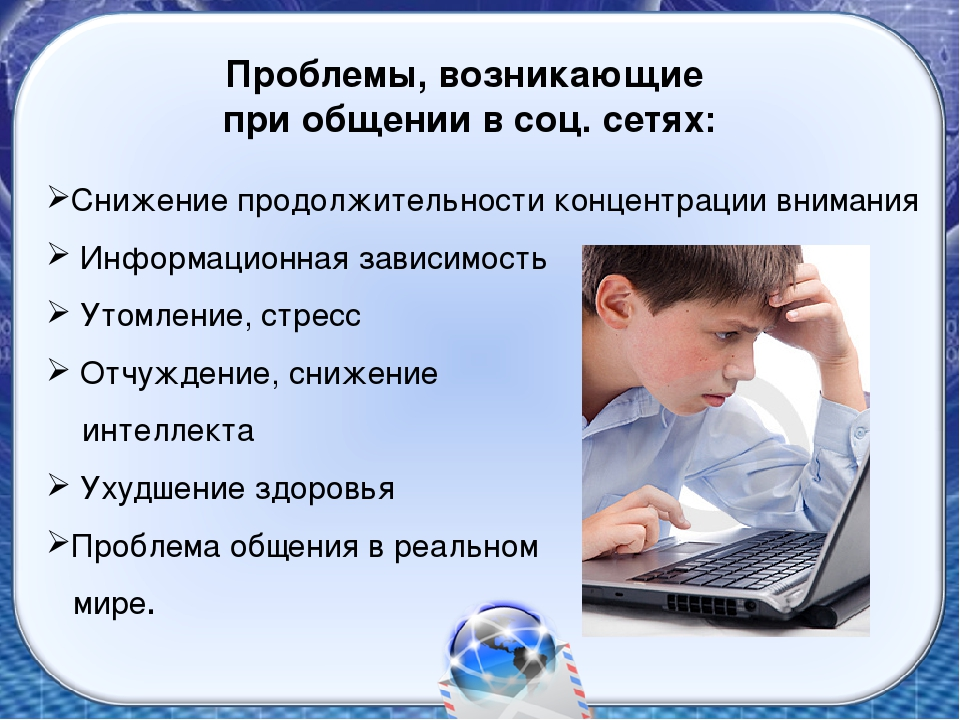 Проблемы, возникающие
при общении в соц. сетях:
➢Снижение продолжительности концентрации внимания
➢ Информационная зависимость
➢ Утомление, стресс
➢ Отчуждение, снижение
интеллекта
➢ Ухудшение здоровья
➢Проблема общения в реальном
мире.